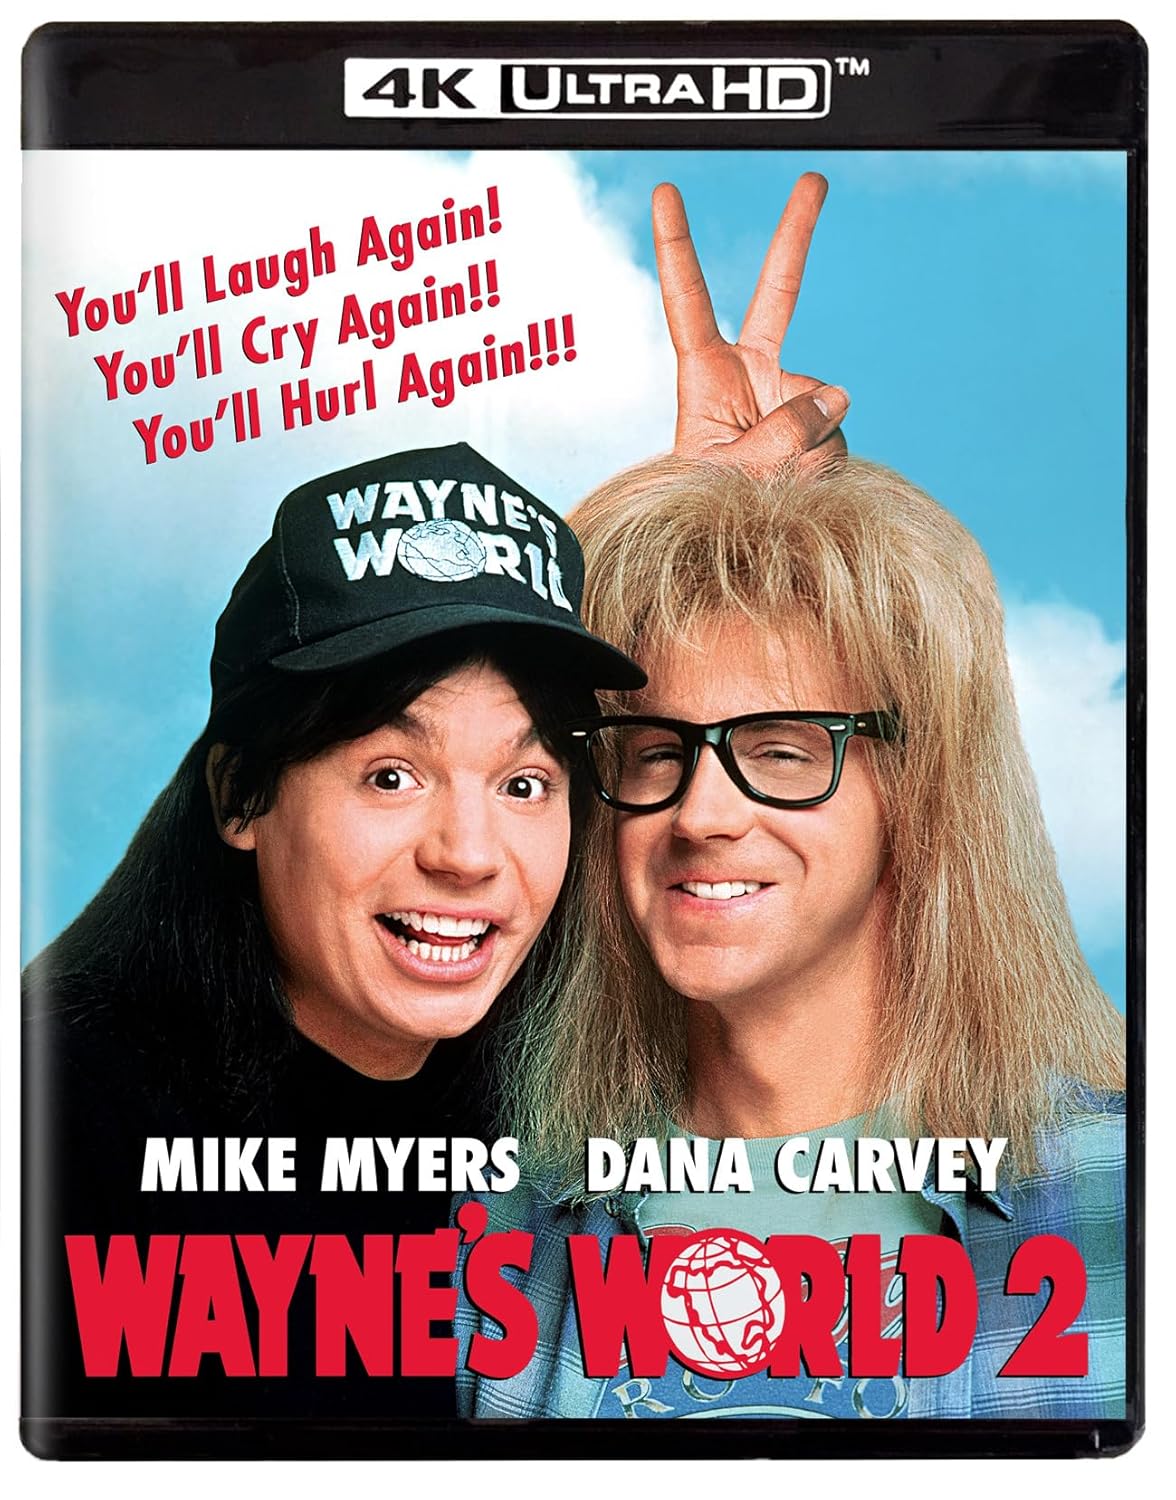 4K ULTRA HD™
You'll Laugh Again!
You'll Cry Again!!
You'll Hurl Again!!!
WAYNE'S
WORLD
MIKE MYERS DANA CARVEY
WAYNE'S WORLD 2